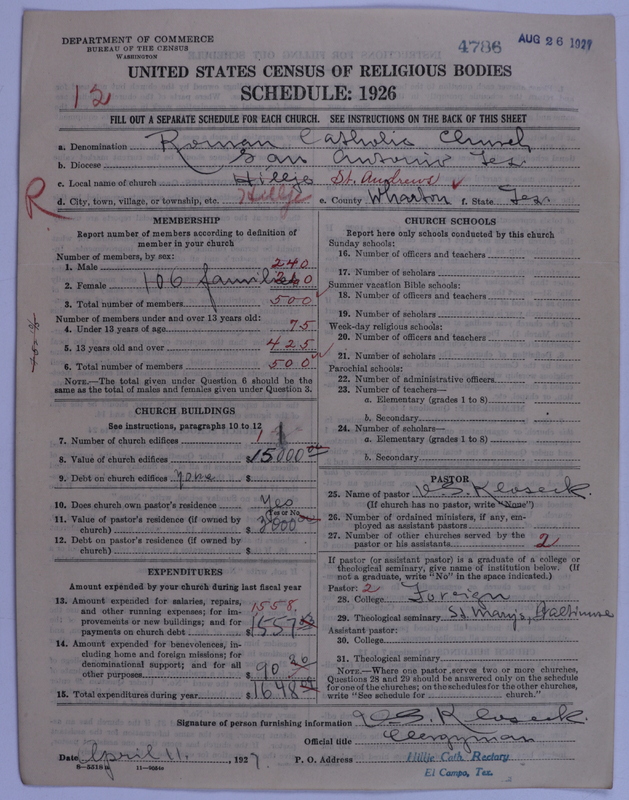 DEPARTMENT OF COMMERCE
BUREAU OF THE CENSUS
WASHINGTON
4786
AUG 26 1927
UNITED STATES CENSUS OF RELIGIOUS BODIES
12
SCHEDULE: 1926
FILL OUT A SEPARATE SCHEDULE FOR EACH CHURCH. SEE INSTRUCTIONS ON THE BACK OF THIS SHEET
a. Denomination Roman Catholic Church
b. Diocese San Antonio Tex.
c. Local name of church Hillje St. Andrews
R
d. City, town, village, or township, etc. Hillje e. County Wharton f. State Tex.
MEMBERSHIP
Report number of members according to definition of
member in your church
Number of members, by sex:
1. Male 240
2. Female 106 families 260
3. Total number of members 500
Number of members under and over 13 years old:
4. Under 13 years of age 75
5. 13 years old and over 425
6. Total number of members 500
NOTE.—The total given under Question 6 should be the
same as the total of males and females given under Question 3.
CHURCH BUILDINGS
See instructions, paragraphs 10 to 12
7. Number of church edifices 1 1
8. Value of church edifices $15000 00
9. Debt on church edifices none $
10. Does church own pastor's residence Yes
(Yes or No)
11. Value of pastor's residence (if owned by
church) $3000
12. Debt on pastor's residence (if owned by
church) $
EXPENDITURES
Amount expended by your church during last fiscal year
13. Amount expended for salaries, repairs,
and other running expenses; for im-
provements or new buildings; and for
payments on church debt 1558. $1557
14. Amount expended for benevolences, in-
cluding home and foreign missions; for
denominational support; and for all
other purposes $90
15. Total expenditures during year $1648
CHURCH SCHOOLS
Report here only schools conducted by this church
Sunday schools:
16. Number of officers and teachers
17. Number of scholars
Summer vacation Bible schools:
18. Number of officers and teachers
19. Number of scholars
Week-day religious schools:
20. Number of officers and teachers
21. Number of scholars
Parochial schools:
22. Number of administrative officers
23. Number of teachers—
a. Elementary (grades 1 to 8)
b. Secondary
24. Number of scholars—
a. Elementary (grades 1 to 8)
b. Secondary
PASTOR
25. Name of pastor V.S. Kloseck.
(If church has no pastor, write "None")
26. Number of ordained ministers, if any, em-
ployed as assistant pastors
27. Number of other churches served by the
pastor or his assistants 2
If pastor (or assistant pastor) is a graduate of a college or
theological seminary, give name of institution below: (If
not a graduate, write "No" in the space indicated.)
Pastor: 2
28. College Foreign
29. Theological seminary St Mary's, Baltimore
Assistant pastor:
30. College
31. Theological seminary
NOTE.—Where one pastor serves two or more churches,
Questions 28 and 29 should be answered only on the schedule
for one of the churches; on the schedules for the other churches,
write "See schedule for church."
Signature of person furnishing information V.S. Kloseck.
Official title Clergyman
Date April 11., 1927. P. O. Address Hillje Cath. Rectory
8—5518a 11—9554c El Campo, Tex.